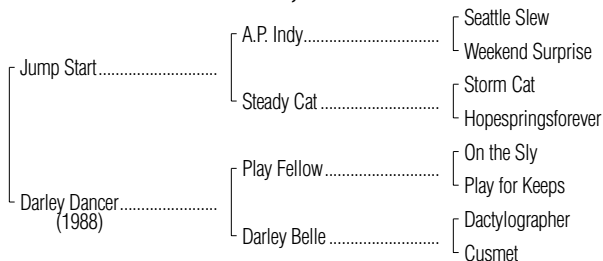 Seattle Slew
A.P. Indy..........................................
Weekend Surprise
Jump Start............................
Storm Cat
Steady Cat ....................................
Hopespringsforever
On the Sly
Play Fellow ...................................
Play for Keeps
Darley Dancer.......................
(1988)
Dactylographer
Darley Belle ..................................
Cusmet